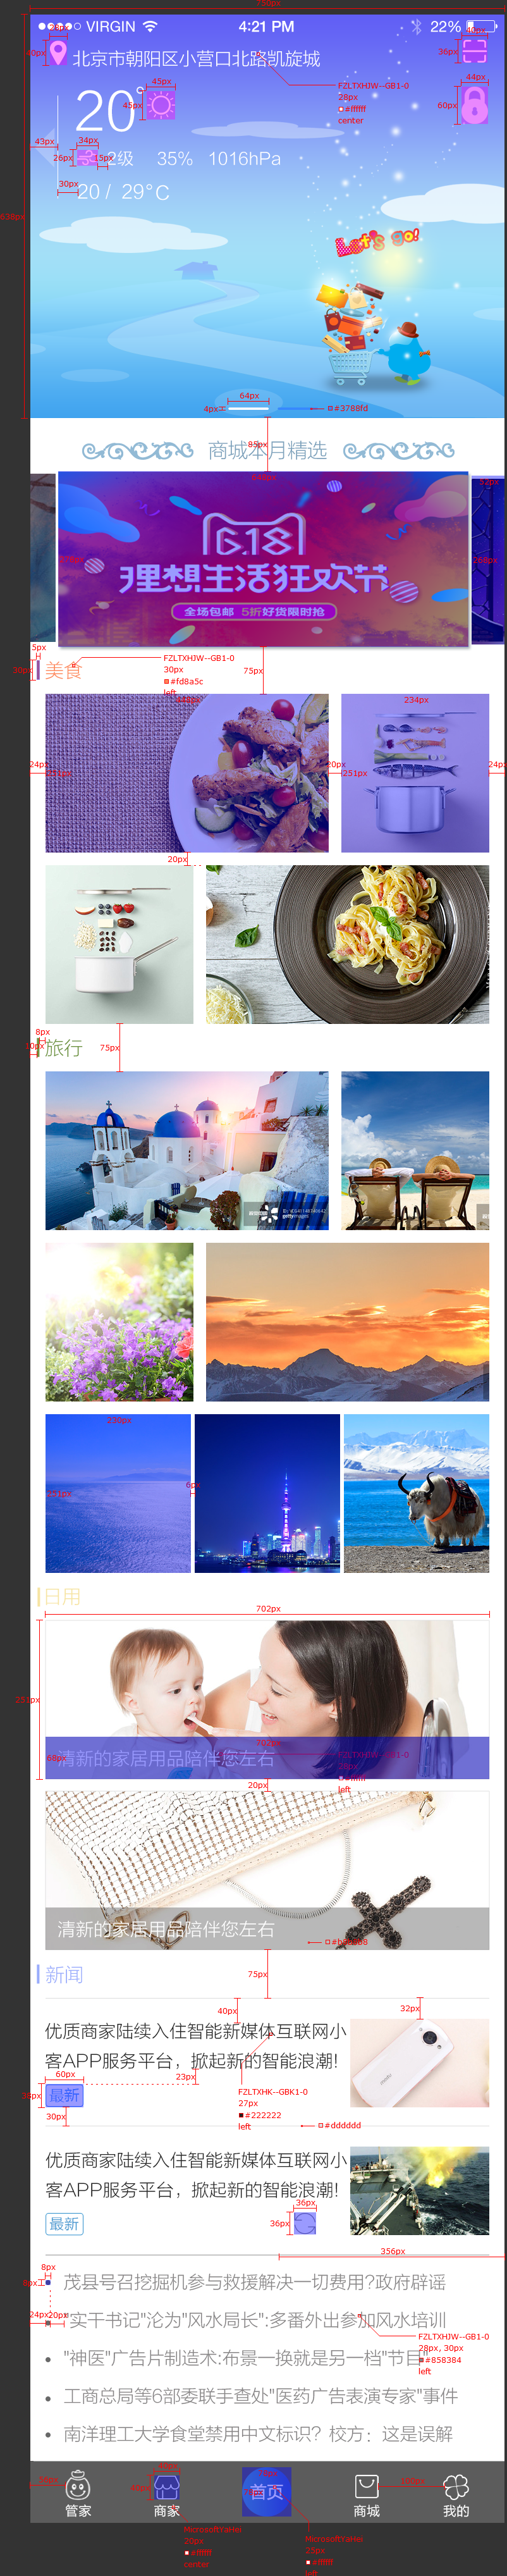 750px
VIRGIN 4:21 PM 22%
36px
北京市朝阳区小营口北路凯旋城
FZLTXHJW--GB1-0
28px
#ffffff
center
45px
44px
20°
45px
60px
43px
34px
26px
2级 35% 1016hPa
15px
30px
20 / 29°C
638px
Let's go!
64px
4px
#3788fd
85px
商城本月精选
618
理想生活狂欢节
全场包邮 5折好货限时抢
5px
30px
美食
FZLTXHJW--GB1-0
30px
#fd8a5c
left
75px
234px
24px
20px
251px
24px
20px
8px
旅行
75px
230px
6px
日用
702px
251px
702px
清新的家居用品陪伴您左右
68px
FZLTXHJW--GB1-0
28px
#ffffff
left
20px
清新的家居用品陪伴您左右
75px
新闻
40px
32px
优质商家陆续入住智能新媒体互联网小
客APP服务平台，掀起新的智能浪潮!
60px
23px
最新
FZLTXHK--GBK1-0
27px
#222222
left
30px
#dddddd
优质商家陆续入住智能新媒体互联网小
客APP服务平台，掀起新的智能浪潮!
36px
最新
36px
356px
8px
茂县号召挖掘机参与救援解决一切费用?政府辟谣
24px
20px
"实干书记"沦为"风水局长":多番外出参加风水培训
FZLTXHJW--GB1-0
28px, 30px
#858384
left
"神医"广告片制造术:布景一换就是另一档"节目"
工商总局等6部委联手查处"医药广告表演专家"事件
南洋理工大学食堂禁用中文标识? 校方：这是误解
首页
管家
商家
商城
我的
MicrosoftYaHei
20px
#ffffff
center
MicrosoftYaHei
25px
#ffffff
left